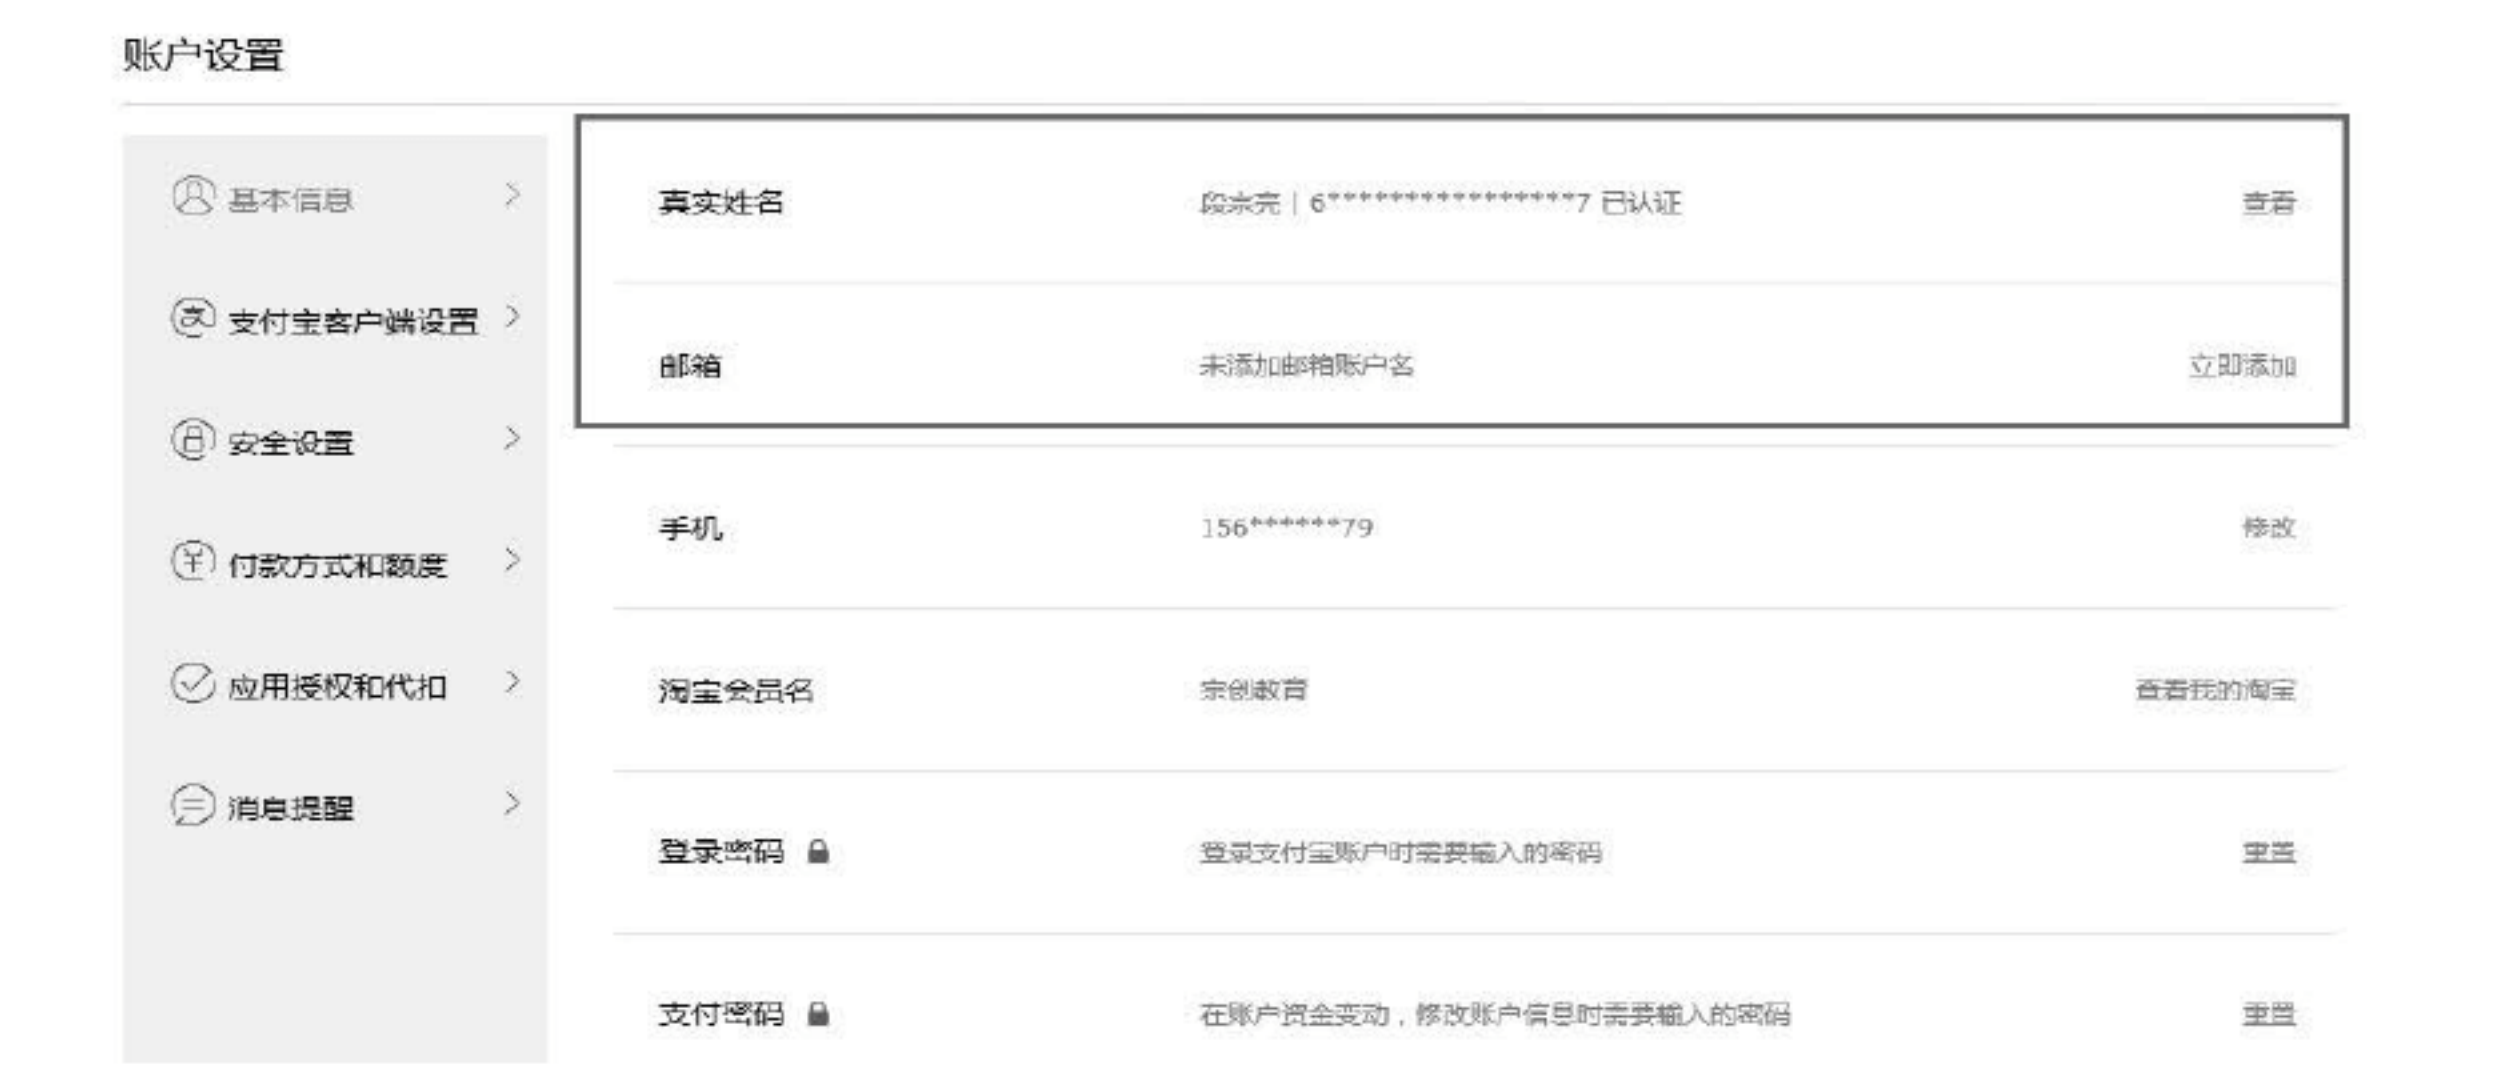 账户设置
基本信息
支付宝客户端设置
安全设置
付款方式和额度
应用授权和代扣
消息提醒
真实姓名 段宗亮 | 6****************7 已认证 查看
邮箱 未添加邮箱账户名 立即添加
手机 156******79 修改
淘宝会员名 宗创教育 查看我的淘宝
登录密码 登录支付宝账户时需要输入的密码 重置
支付密码 在账户资金变动，修改账户信息时需要输入的密码 重置